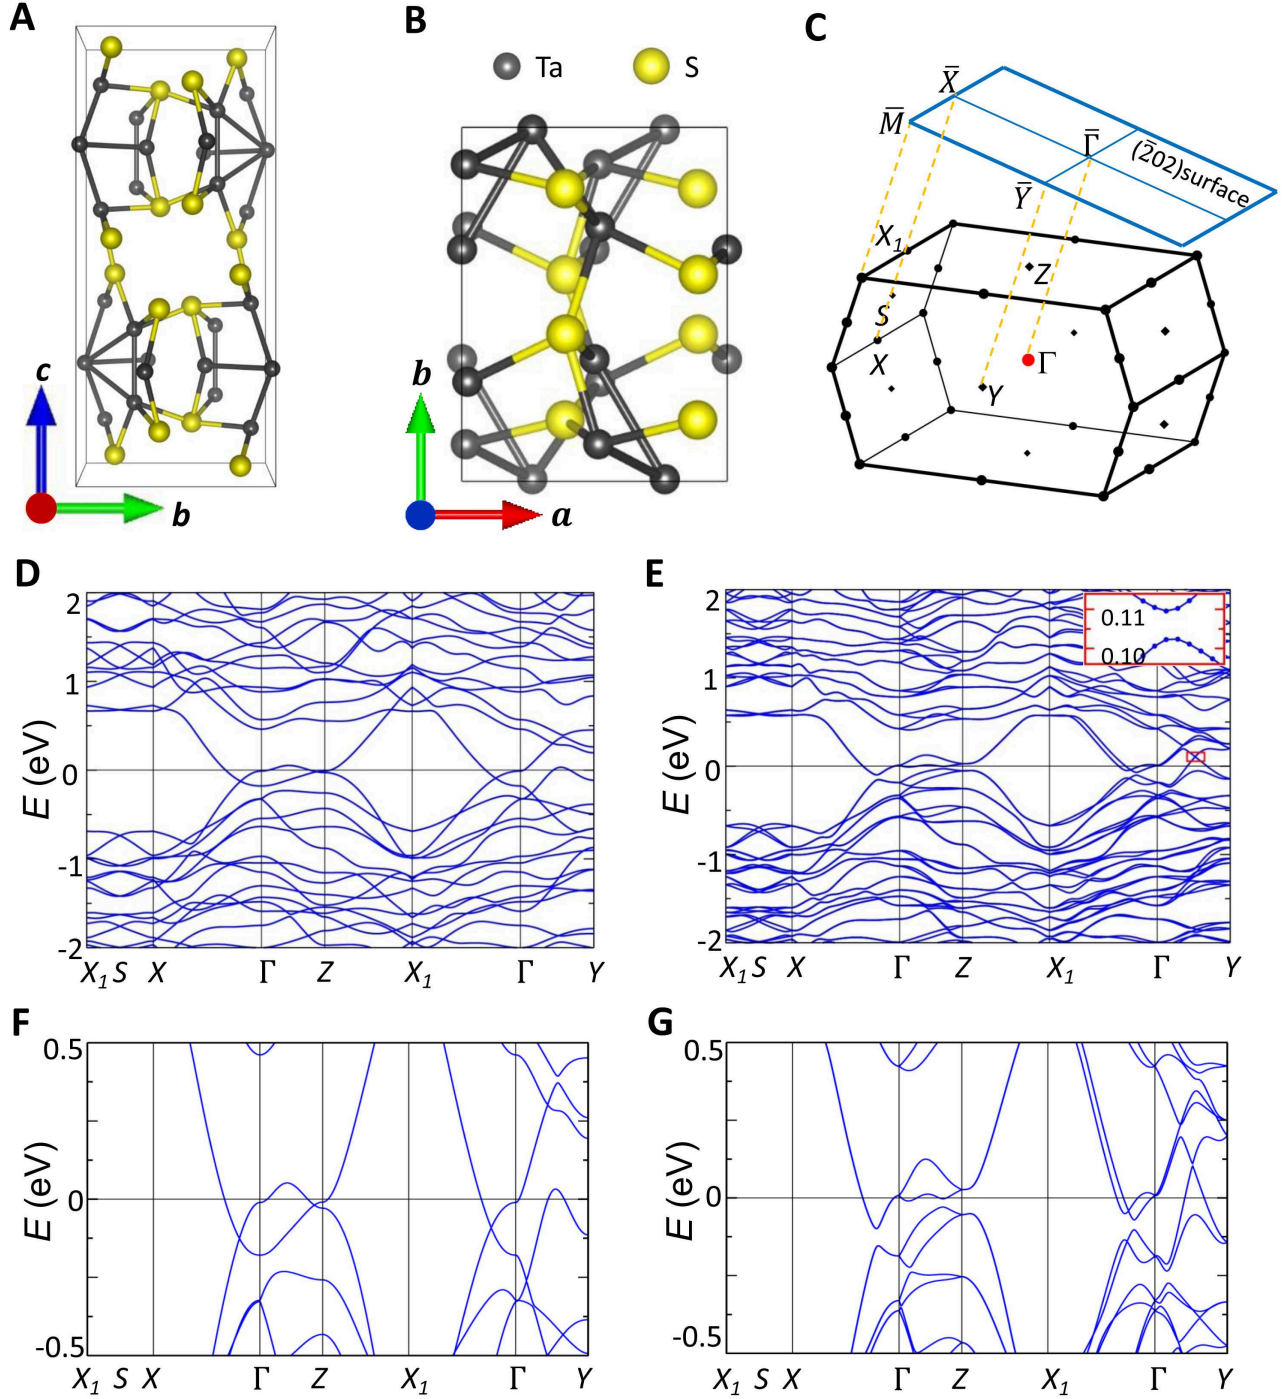 A
c
b
B
Ta
S
b
a
C
X̄
M̄
Γ̄
(2̄02)surface
Ȳ
X₁
Z
S
X
Γ
Y
D
2
1
0
-1
-2
E (eV)
X₁ S X Γ Z X₁ Γ Y
E
2
1
0
-1
-2
E (eV)
0.11
0.10
X₁ S X Γ Z X₁ Γ Y
F
0.5
0
-0.5
E (eV)
X₁ S X Γ Z X₁ Γ Y
G
0.5
0
-0.5
E (eV)
X₁ S X Γ Z X₁ Γ Y